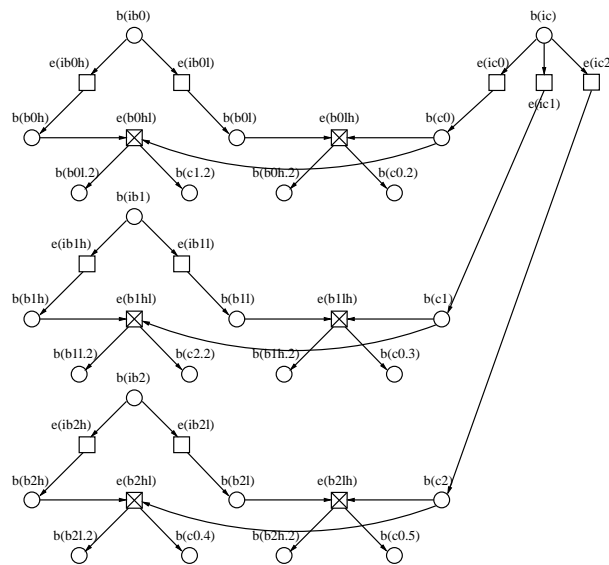 b(ib0)
b(ic)
e(ib0h)
e(ib0l)
e(ic0)
e(ic2)
e(ic1)
b(b0h)
e(b0hl)
b(b0l)
e(b0lh)
b(c0)
b(b0l.2)
b(c1.2)
b(b0h.2)
b(c0.2)
b(ib1)
e(ib1h)
e(ib1l)
b(b1h)
e(b1hl)
b(b1l)
e(b1lh)
b(c1)
b(b1l.2)
b(c2.2)
b(b1h.2)
b(c0.3)
b(ib2)
e(ib2h)
e(ib2l)
b(b2h)
e(b2hl)
b(b2l)
e(b2lh)
b(c2)
b(b2l.2)
b(c0.4)
b(b2h.2)
b(c0.5)